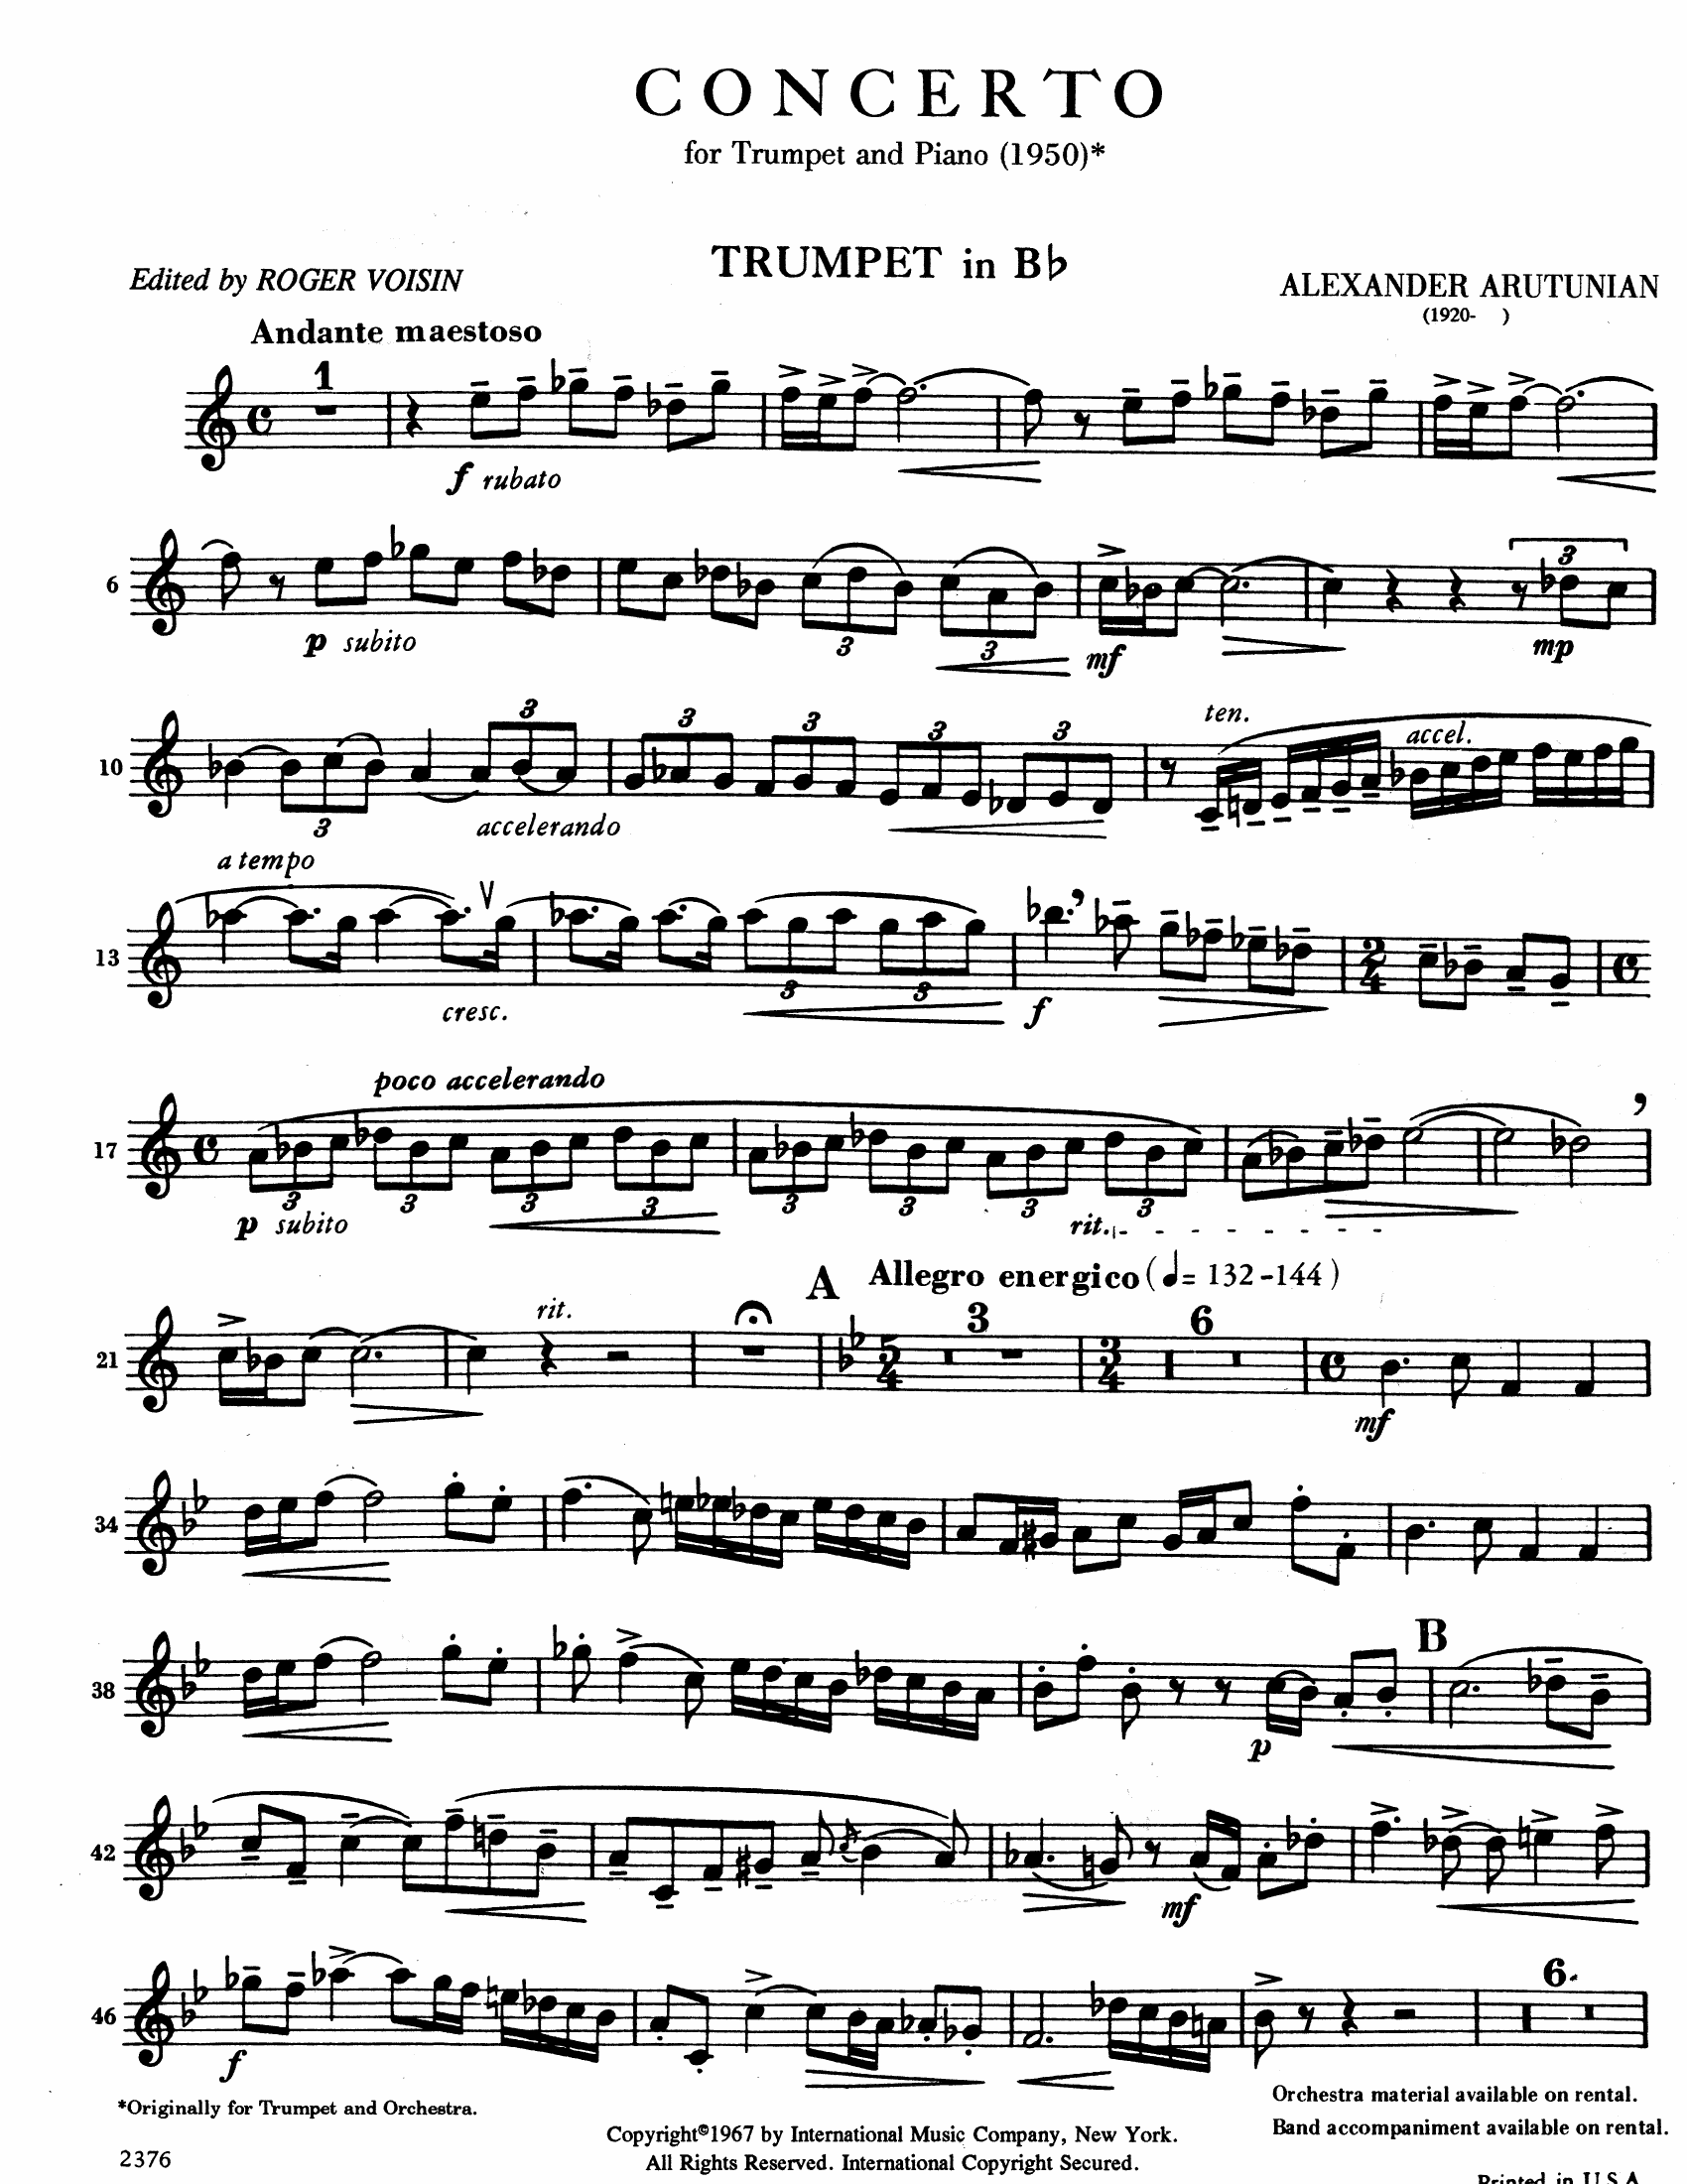 CONCERTO
for Trumpet and Piano (1950)*
TRUMPET in B♭
Edited by ROGER VOISIN
ALEXANDER ARUTUNIAN
(1920- )
Andante maestoso
1
f rubato
6
p subito
3 3
mf
3
mp
10
3 3
accelerando
3 3 3 3
ten.
accel.
13
a tempo
cresc.
3 3
f
2
4
17
poco accelerando
3 3 3 3 3 3 3 3
p subito
rit.
A Allegro energico (♩= 132-144)
21
rit.
5
4
3
3
4
6
mf
34
38
p
B
42
mf
46
f
6
*Originally for Trumpet and Orchestra.
Orchestra material available on rental.
Band accompaniment available on rental.
Copyright©1967 by International Music Company, New York.
All Rights Reserved. International Copyright Secured.
2376
Printed in U.S.A.